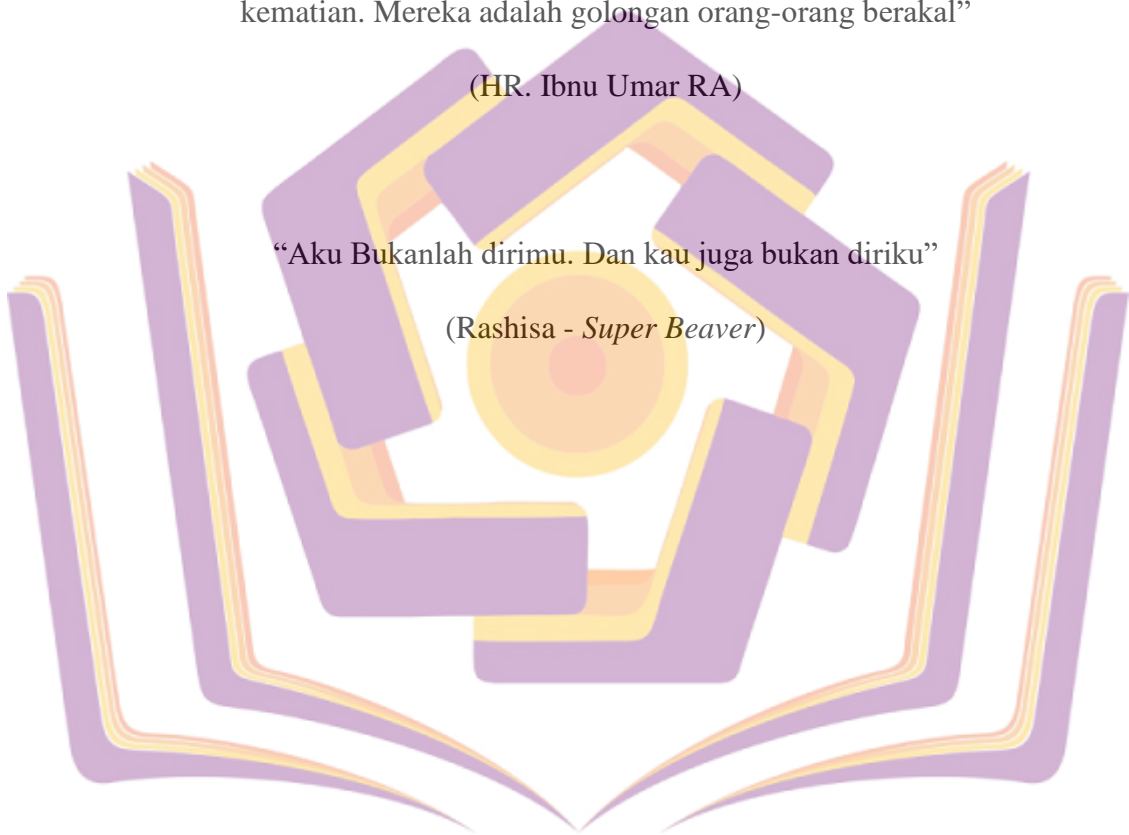 kematian. Mereka adalah golongan orang-orang berakal”
(HR. Ibnu Umar RA)
“Aku Bukanlah dirimu. Dan kau juga bukan diriku”
(Rashisa - Super Beaver)